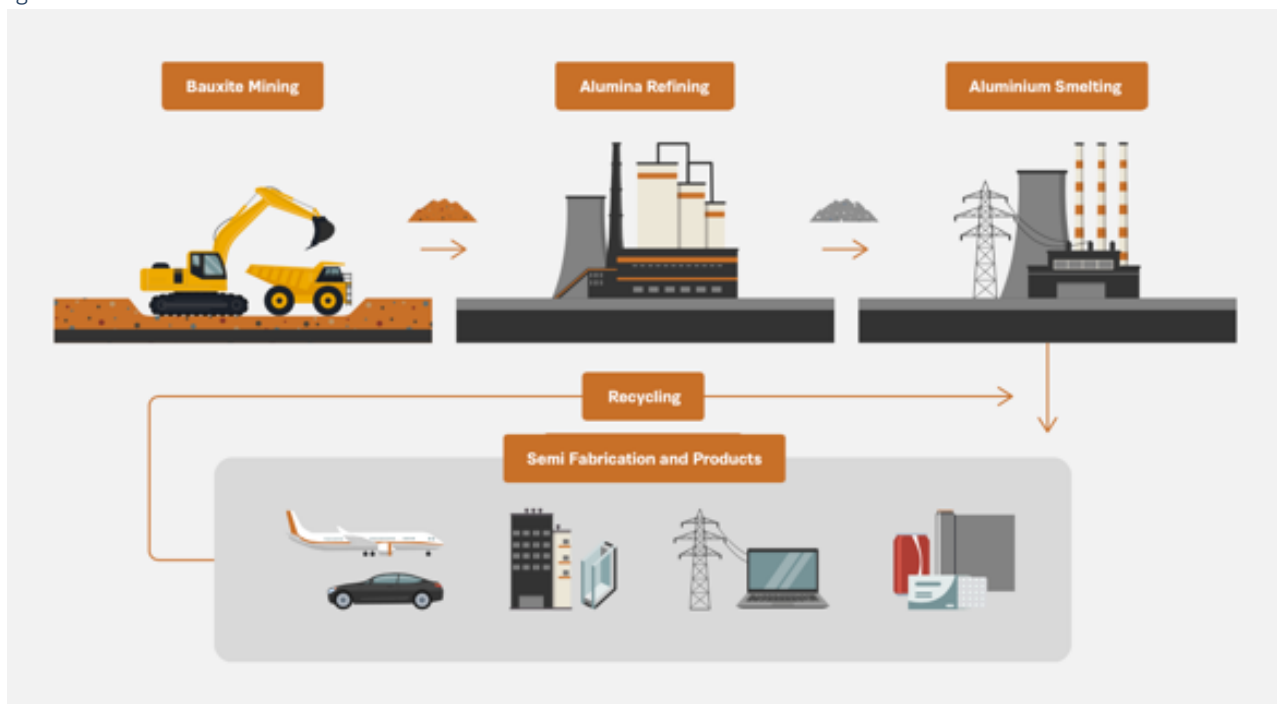 Bauxite Mining
Alumina Refining
Aluminium Smelting
Recycling
Semi Fabrication and Products